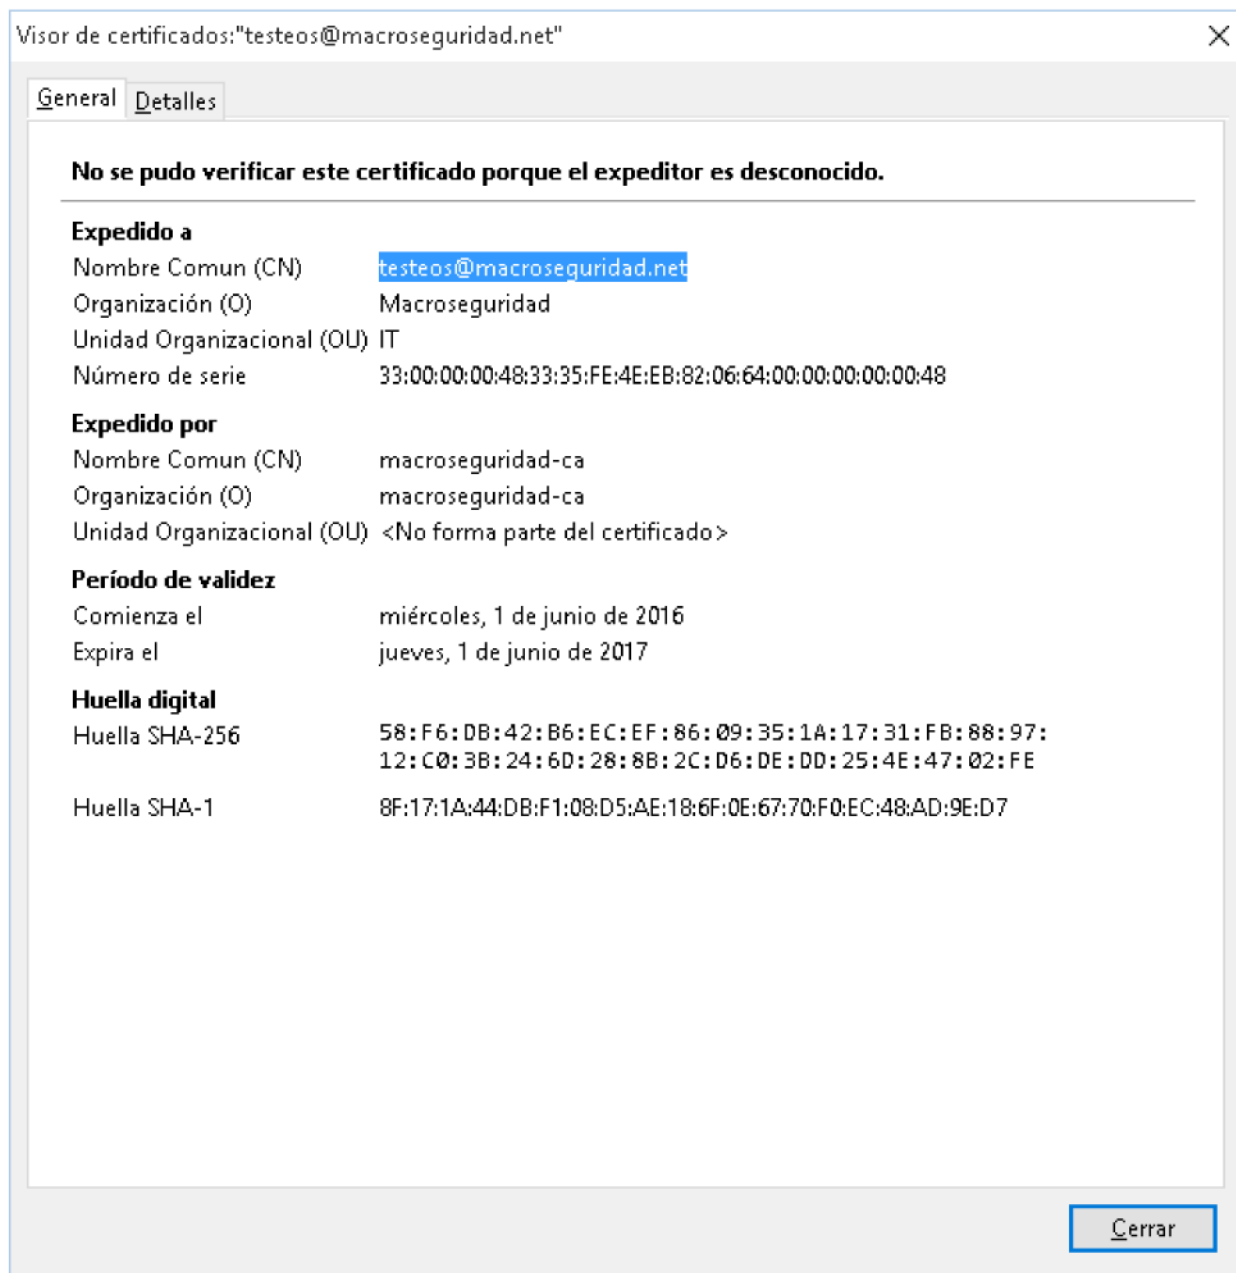 Visor de certificados:"testeos@macroseguridad.net"
General Detalles
No se pudo verificar este certificado porque el expeditor es desconocido.
Expedido a
Nombre Comun (CN) testeos@macroseguridad.net
Organización (O) Macroseguridad
Unidad Organizacional (OU) IT
Número de serie 33:00:00:00:48:33:35:FE:4E:EB:82:06:64:00:00:00:00:00:48
Expedido por
Nombre Comun (CN) macroseguridad-ca
Organización (O) macroseguridad-ca
Unidad Organizacional (OU) <No forma parte del certificado>
Período de validez
Comienza el miércoles, 1 de junio de 2016
Expira el jueves, 1 de junio de 2017
Huella digital
Huella SHA-256 58:F6:DB:42:B6:EC:EF:86:09:35:1A:17:31:FB:88:97:
12:C0:3B:24:6D:28:8B:2C:D6:DE:DD:25:4E:47:02:FE
Huella SHA-1 8F:17:1A:44:DB:F1:08:D5:AE:18:6F:0E:67:70:F0:EC:48:AD:9E:D7
Cerrar